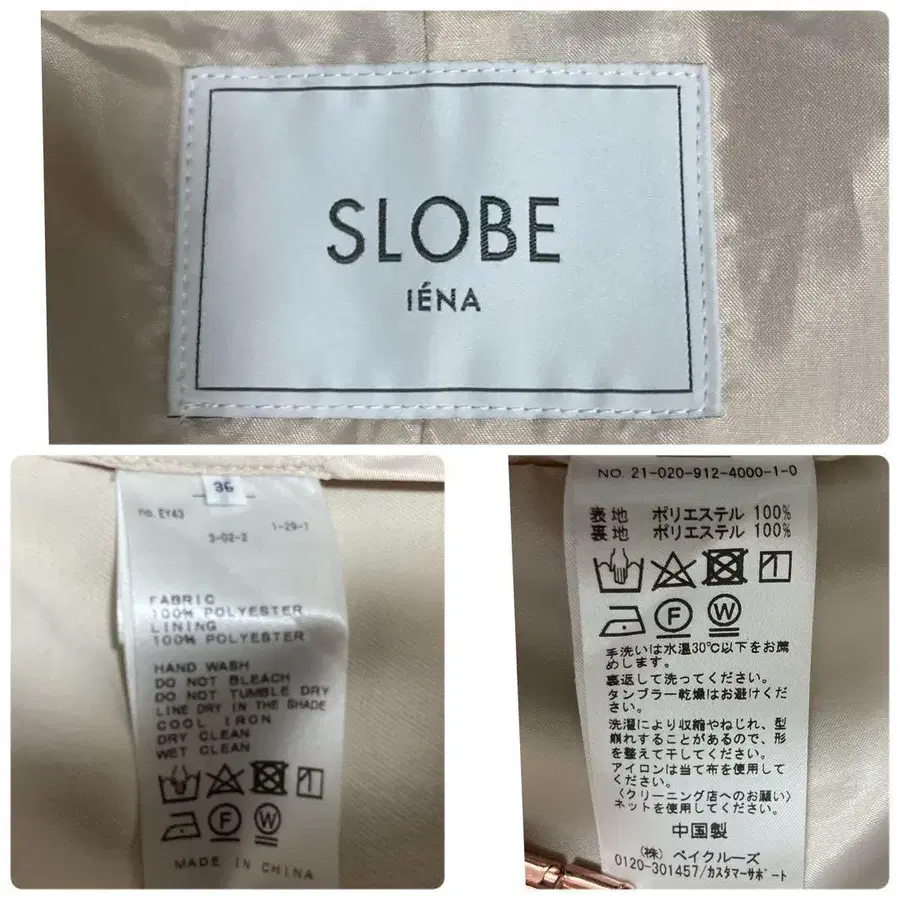 SLOBE
IÉNA
36
no. EY43
1-29-1
3-02-2
FABRIC
100% POLYESTER
LINING
100% POLYESTER
HAND WASH
DO NOT BLEACH
DO NOT TUMBLE DRY
LINE DRY IN THE SHADE
COOL IRON
DRY CLEAN
WET CLEAN
F W
MADE IN CHINA
NO. 21-020-912-4000-1-0
表地 ポリエステル 100%
裏地 ポリエステル 100%
F W
手洗いは水温30℃以下をお薦
めします。
裏返して洗ってください。
タンブラー乾燥はお避けくだ
さい。
洗濯により収縮やねじれ、型
崩れすることがあるので、形
を整えて干してください。
アイロンは当て布を使用して
ください。
〈クリーニング店へのお願い〉
ネットを使用してください。
中国製
(株) ベイクルーズ
0120-301457/カスタマーサポート